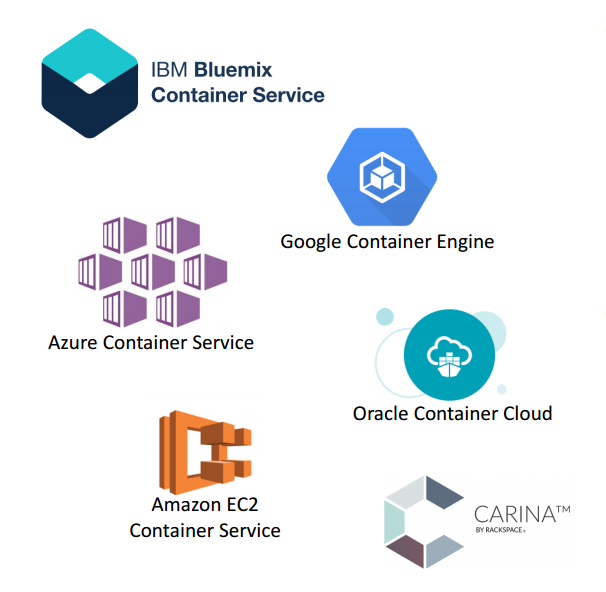 IBM Bluemix
Container Service
Google Container Engine
Azure Container Service
Oracle Container Cloud
Amazon EC2
Container Service
CARINA™
BY RACKSPACE®